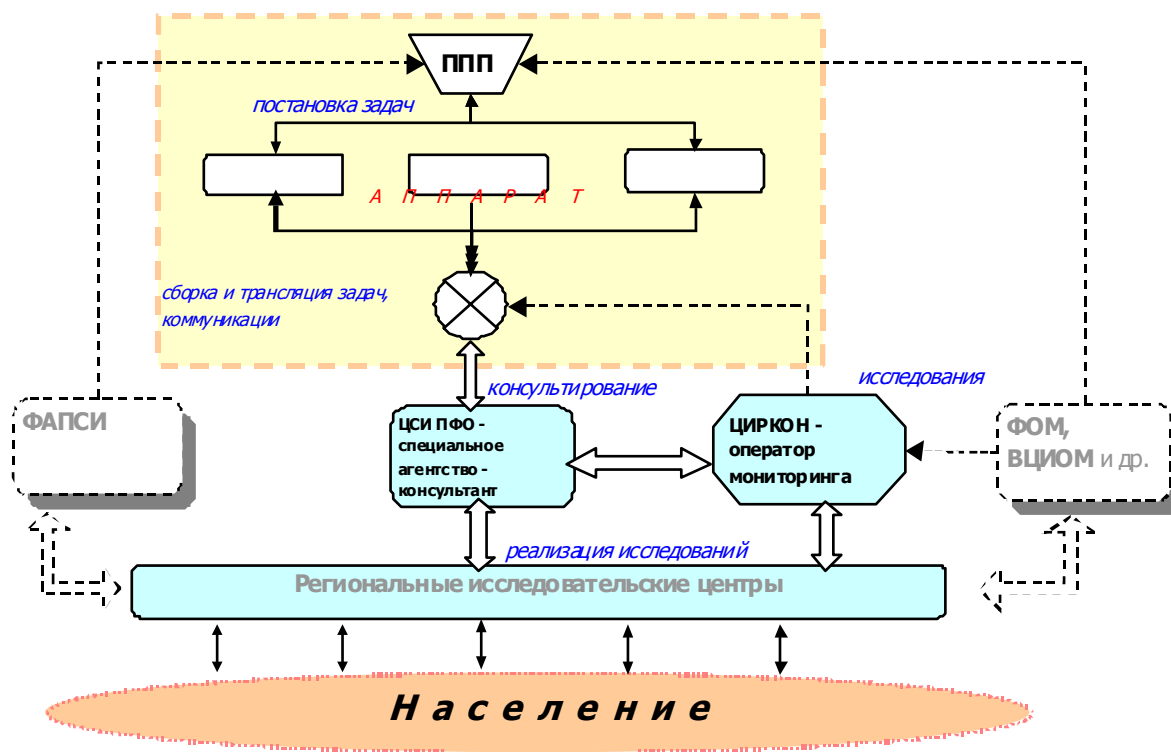 ППП
постановка задач
А П П А Р А Т
сборка и трансляция задач,
коммуникации
консультирование
исследования
ФАПСИ
ЦСИ ПФО -
специальное
агентство-
консультант
ЦИРКОН -
оператор
мониторинга
ФОМ,
ВЦИОМ и др.
реализация исследований
Региональные исследовательские центры
Население